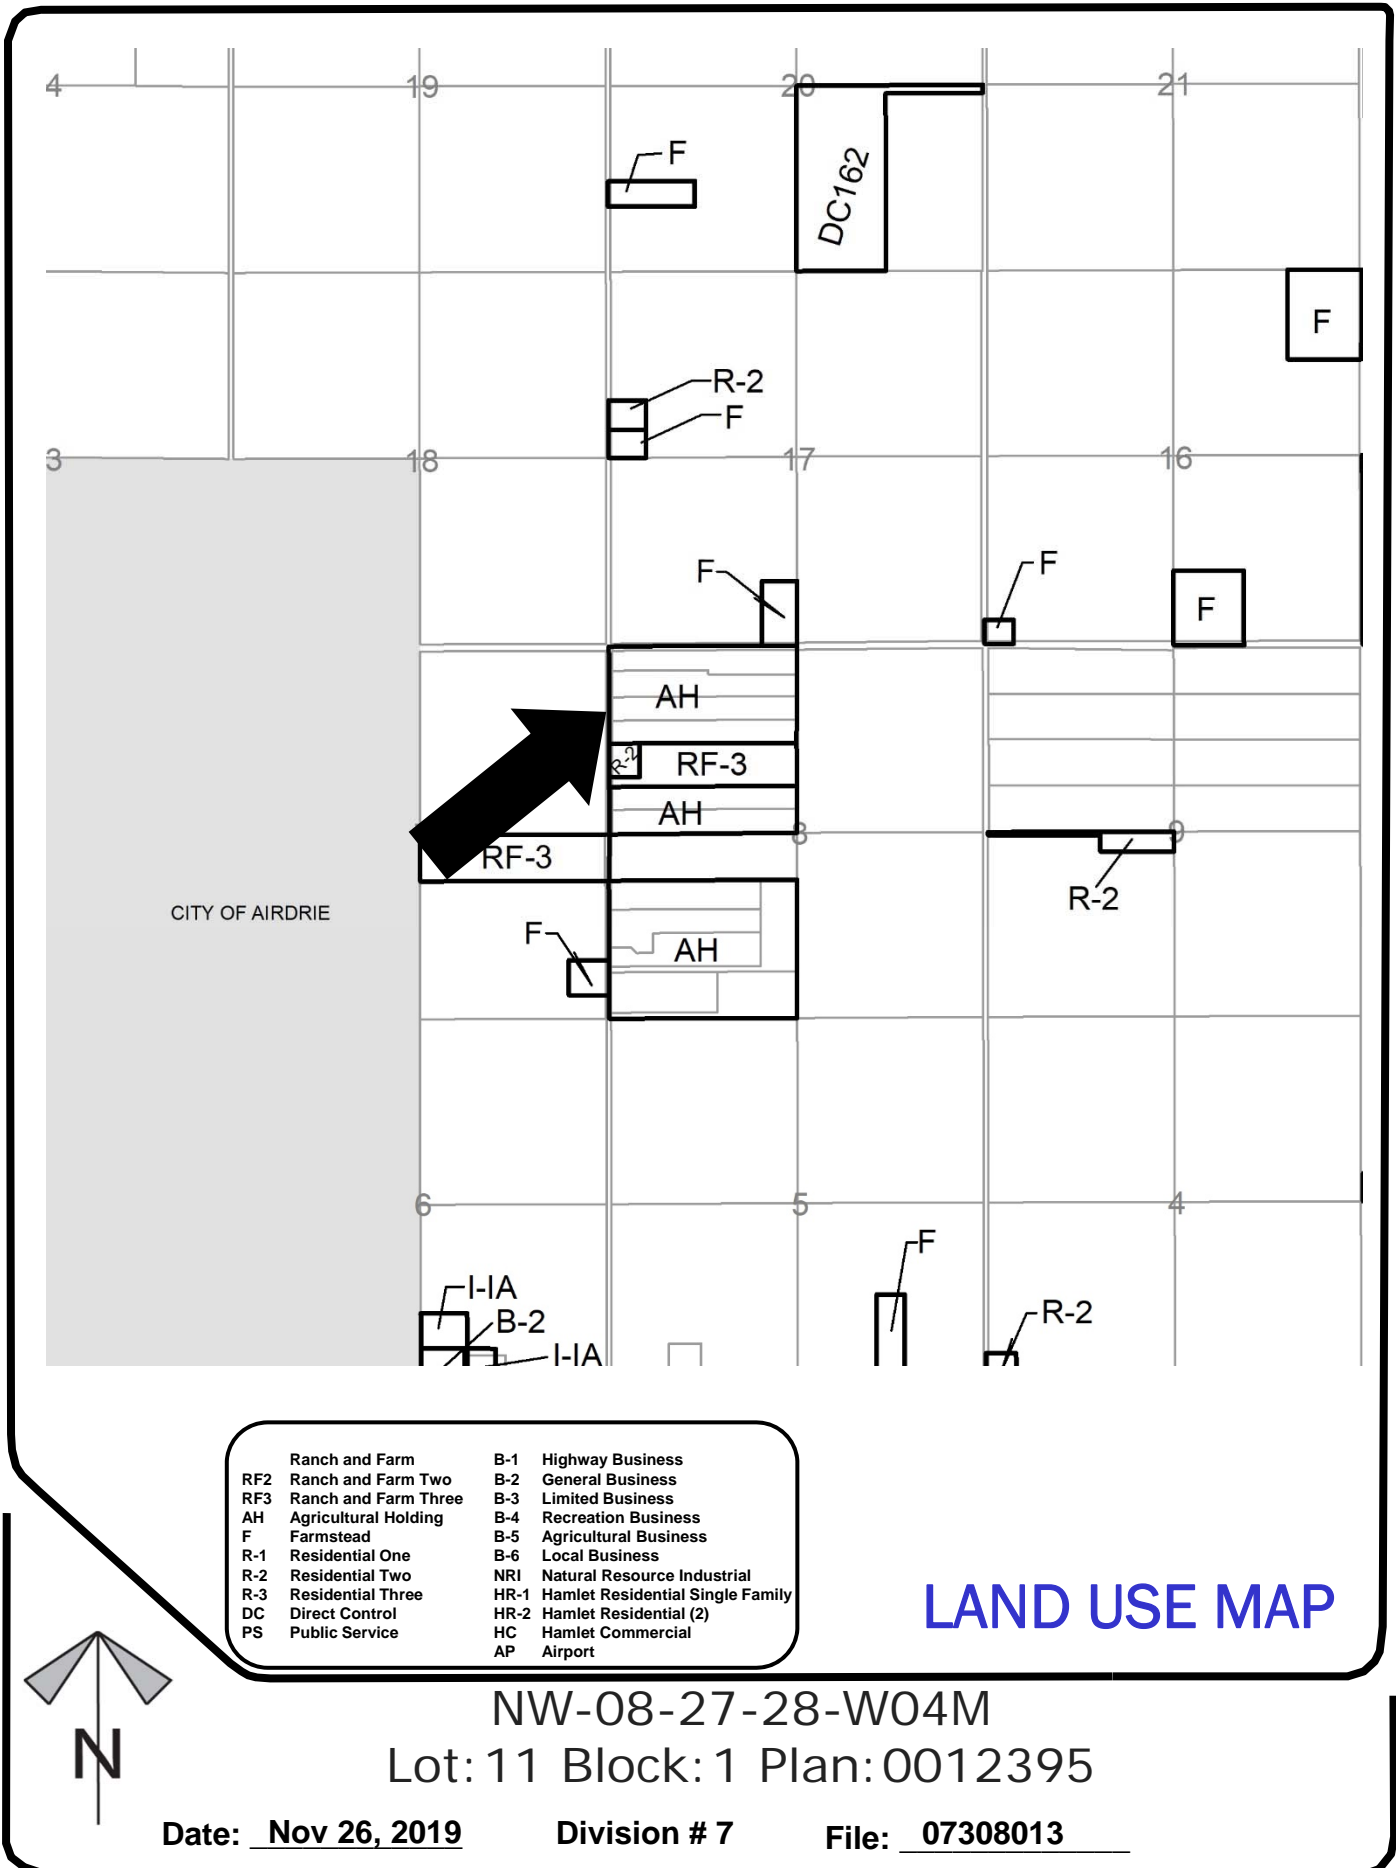 4 19 20 21
F
DC162
F
R-2
F
3 18 17 16
F
F
F
AH
R-2 RF-3
AH
8 9
RF-3
R-2
CITY OF AIRDRIE
F
AH
6 5 4
F
I-IA
B-2
R-2
I-IA
Ranch and Farm
RF2 Ranch and Farm Two
RF3 Ranch and Farm Three
AH Agricultural Holding
F Farmstead
R-1 Residential One
R-2 Residential Two
R-3 Residential Three
DC Direct Control
PS Public Service
B-1 Highway Business
B-2 General Business
B-3 Limited Business
B-4 Recreation Business
B-5 Agricultural Business
B-6 Local Business
NRI Natural Resource Industrial
HR-1 Hamlet Residential Single Family
HR-2 Hamlet Residential (2)
HC Hamlet Commercial
AP Airport
LAND USE MAP
N
NW-08-27-28-W04M
Lot:11 Block:1 Plan:0012395
Date: Nov 26, 2019 Division # 7 File: 07308013